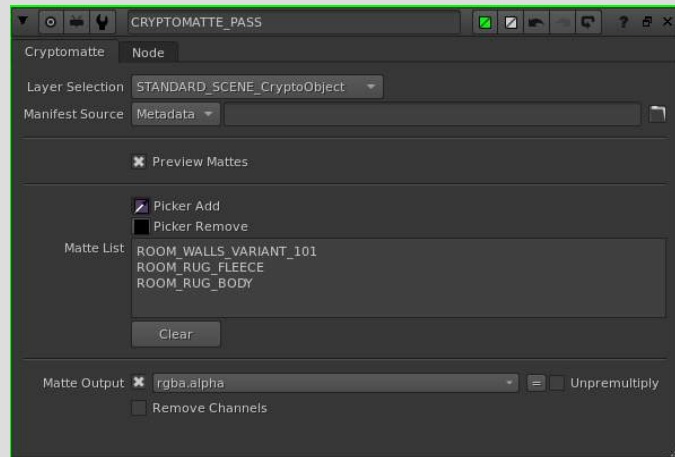 CRYPTOMATTE_PASS ? ×
Cryptomatte Node
Layer Selection STANDARD_SCENE_CryptoObject
Manifest Source Metadata
Preview Mattes
Picker Add
Picker Remove
Matte List ROOM_WALLS_VARIANT_101
ROOM_RUG_FLEECE
ROOM_RUG_BODY
Clear
Matte Output rgba.alpha = Unpremultiply
Remove Channels